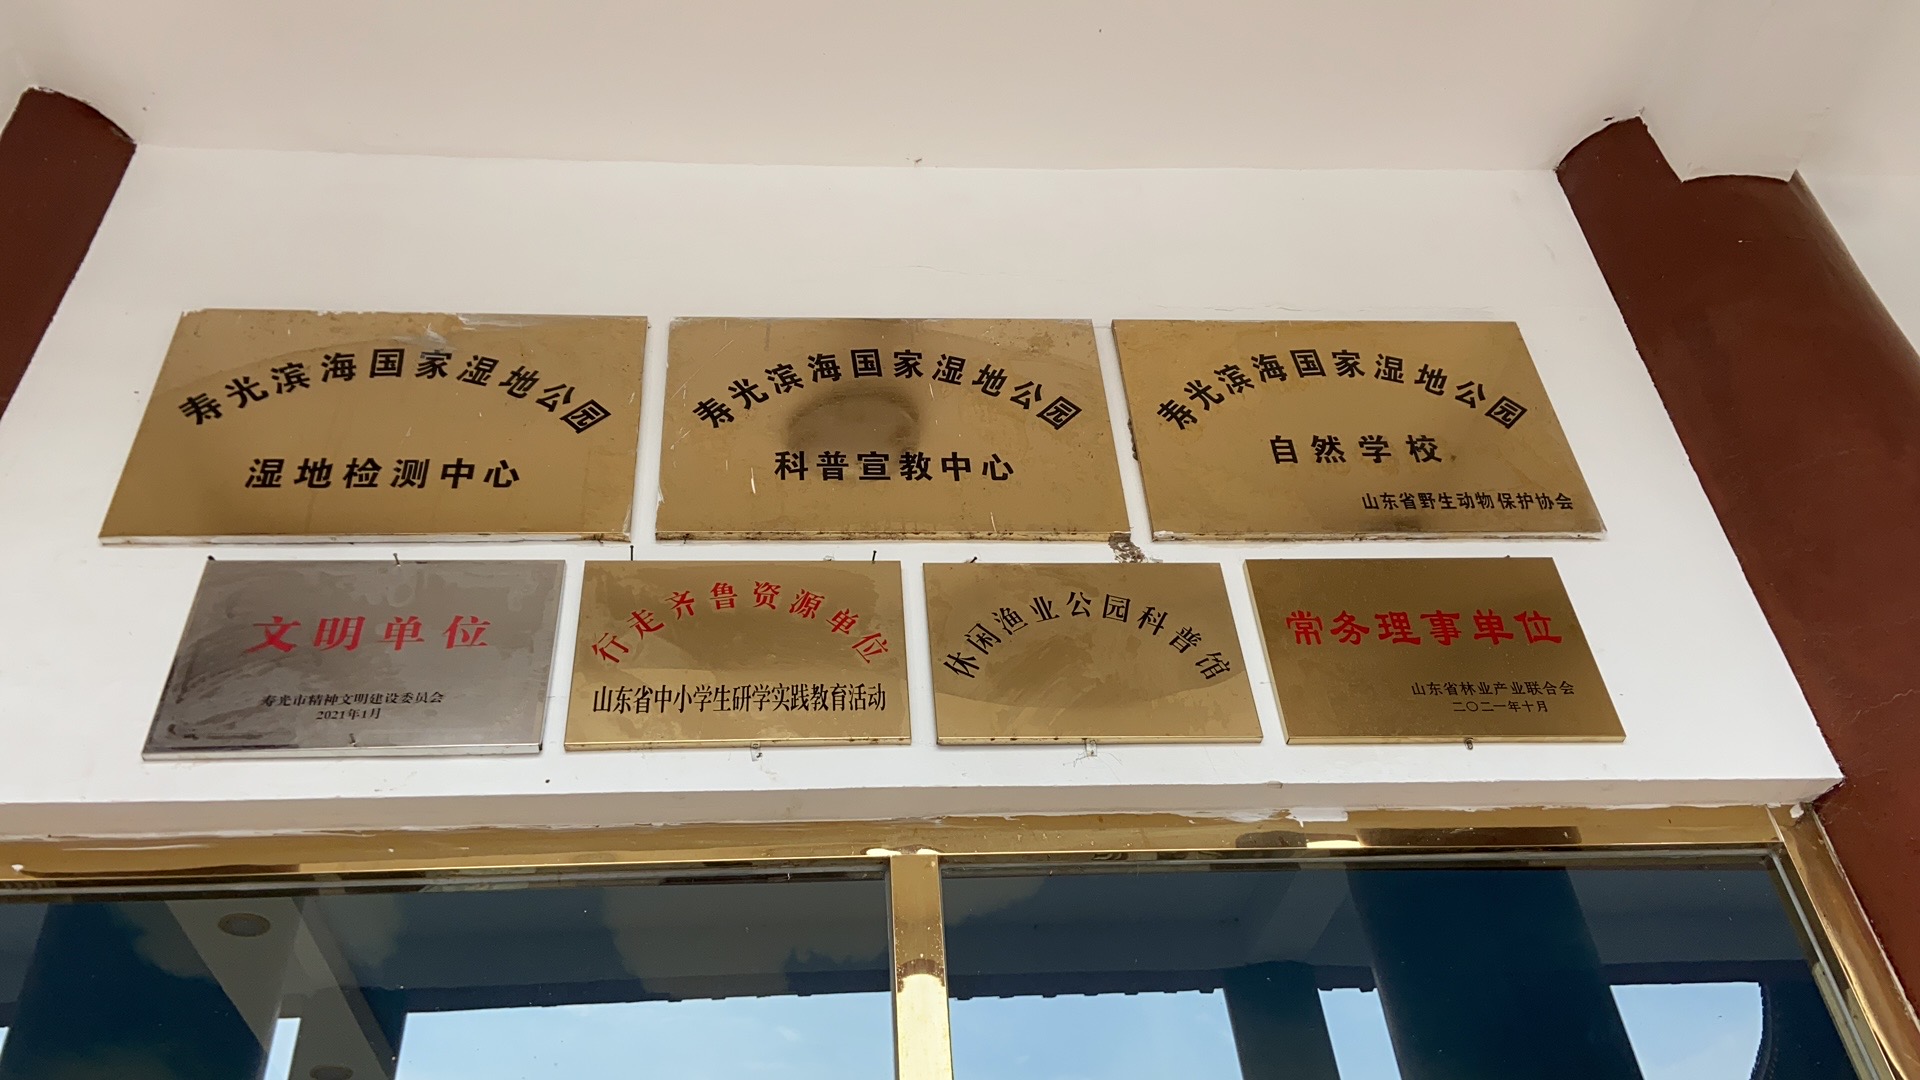 寿光滨海国家湿地公园
湿地检测中心
寿光滨海国家湿地公园
科普宣教中心
寿光滨海国家湿地公园
自然学校
山东省野生动物保护协会
文明单位
寿光市精神文明建设委员会
2021年1月
行走齐鲁资源单位
山东省中小学生研学实践教育活动
休闲渔业公园科普馆
常务理事单位
山东省林业产业联合会
二〇二一年十月